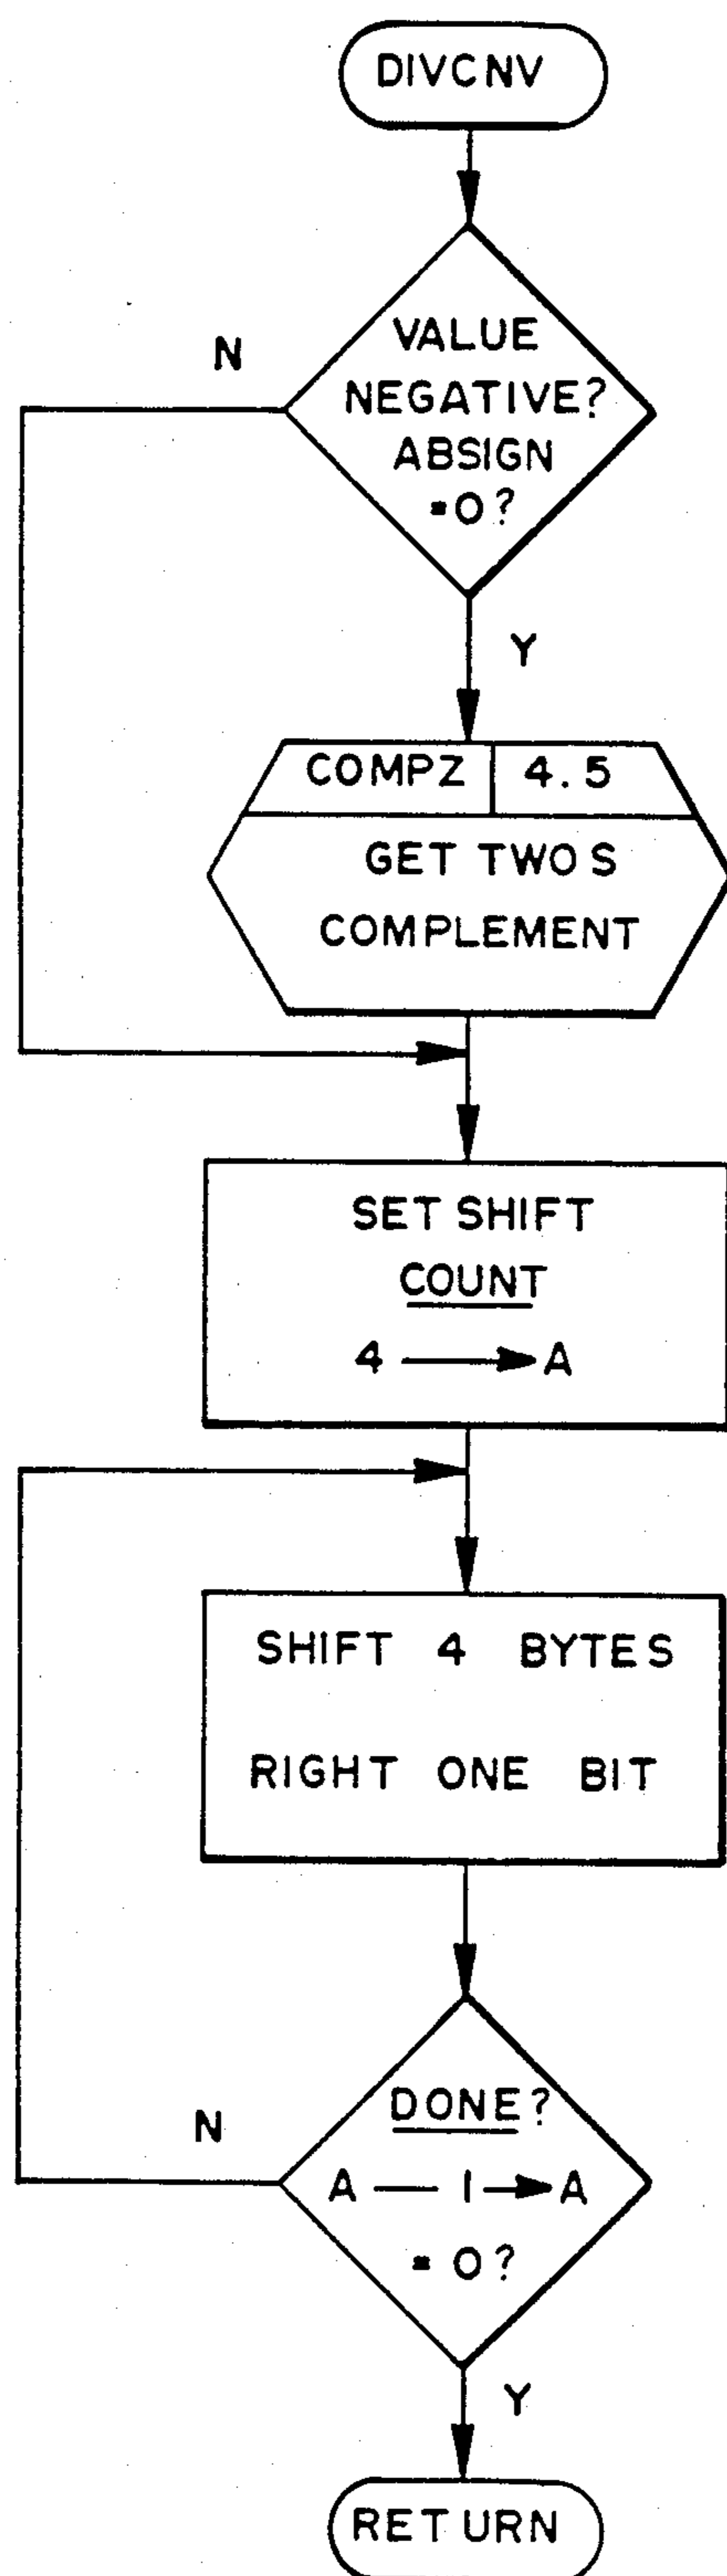 DIVCNV
VALUE
NEGATIVE?
ABSIGN
=0?
N
Y
COMPZ 4.5
GET TWOS
COMPLEMENT
SET SHIFT
COUNT
4 → A
SHIFT 4 BYTES
RIGHT ONE BIT
DONE?
A — 1 → A
= 0?
N
Y
RETURN